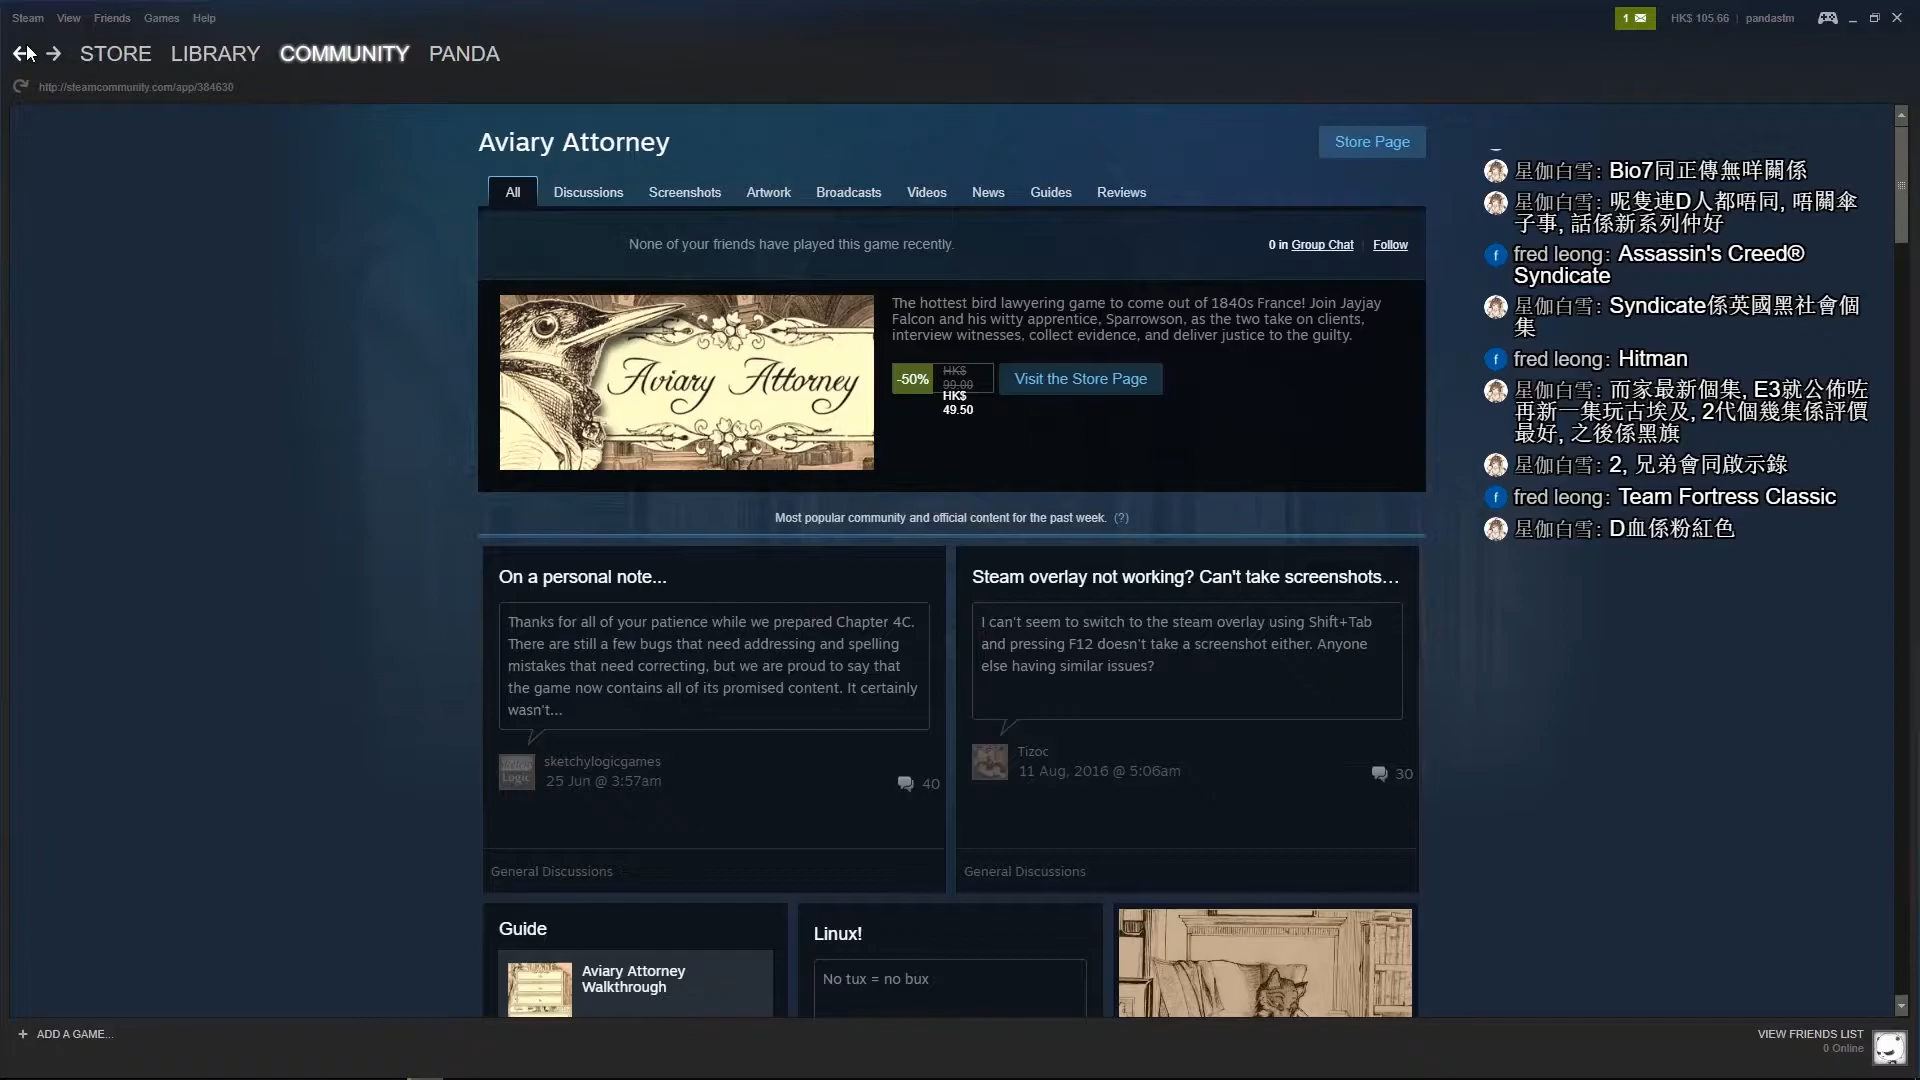 Steam View Friends Games Help
1
HK$ 105.66 pandastm
STORE LIBRARY COMMUNITY PANDA
http://steamcommunity.com/app/384630
Aviary Attorney
Store Page
All Discussions Screenshots Artwork Broadcasts Videos News Guides Reviews
None of your friends have played this game recently.
0 in Group Chat Follow
Aviary Attorney
The hottest bird lawyering game to come out of 1840s France! Join Jayjay
Falcon and his witty apprentice, Sparrowson, as the two take on clients,
interview witnesses, collect evidence, and deliver justice to the guilty.
-50%
HK$
99.00
HK$
49.50
Visit the Store Page
Most popular community and official content for the past week. (?)
On a personal note...
Thanks for all of your patience while we prepared Chapter 4C.
There are still a few bugs that need addressing and spelling
mistakes that need correcting, but we are proud to say that
the game now contains all of its promised content. It certainly
wasn't...
Logic
sketchylogicgames
25 Jun @ 3:57am
40
General Discussions
Steam overlay not working? Can't take screenshots...
I can't seem to switch to the steam overlay using Shift+Tab
and pressing F12 doesn't take a screenshot either. Anyone
else having similar issues?
Tizoc
11 Aug, 2016 @ 5:06am
30
General Discussions
Guide
Aviary Attorney
Walkthrough
Linux!
No tux = no bux
星伽白雪: Bio7同正傳無咩關係
星伽白雪: 呢隻連D人都唔同, 唔關傘
子事, 話係新系列仲好
fred leong: Assassin's Creed®
Syndicate
星伽白雪: Syndicate係英國黑社會個
集
fred leong: Hitman
星伽白雪: 而家最新個集, E3就公佈咗
再新一集玩古埃及, 2代個幾集係評價
最好, 之後係黑旗
星伽白雪: 2, 兄弟會同啟示錄
fred leong: Team Fortress Classic
星伽白雪: D血係粉紅色
+ ADD A GAME...
VIEW FRIENDS LIST
0 Online